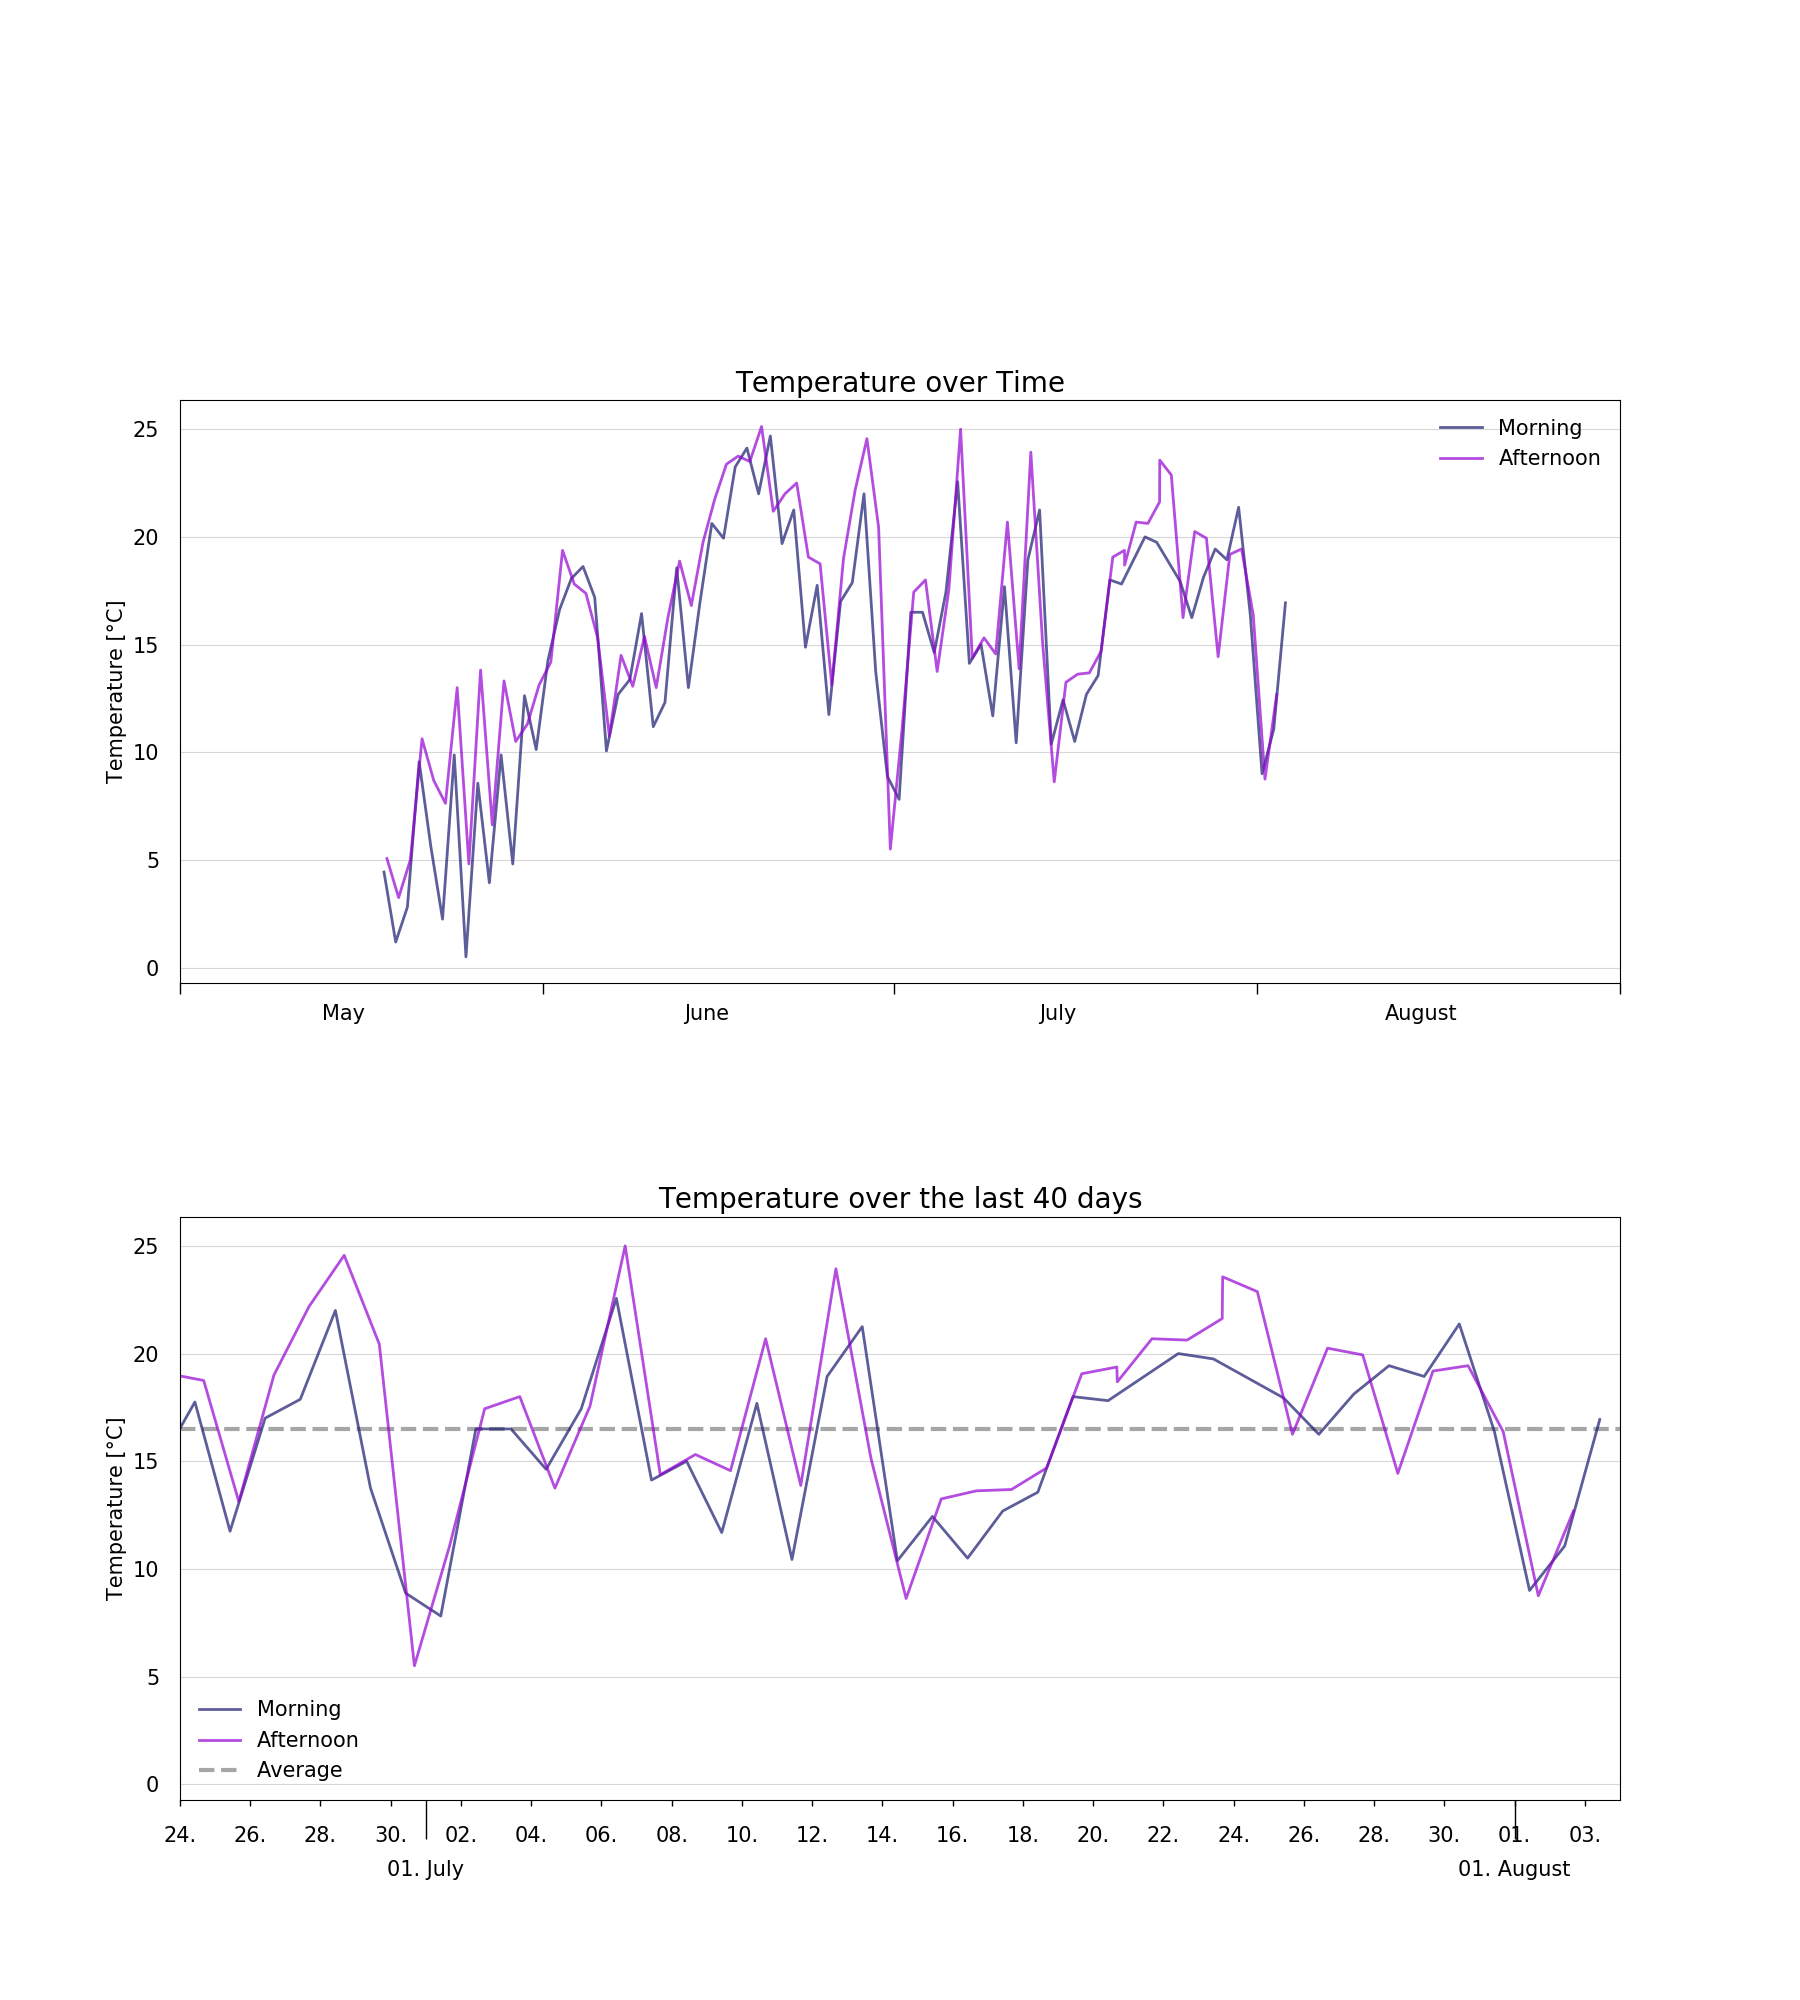 Temperature over Time
25
20
15
10
5
0
Temperature [°C]
Morning
Afternoon
May June July August
Temperature over the last 40 days
25
20
15
10
5
0
Temperature [°C]
Morning
Afternoon
Average
24. 26. 28. 30. 02. 04. 06. 08. 10. 12. 14. 16. 18. 20. 22. 24. 26. 28. 30. 01. 03.
01. July 01. August